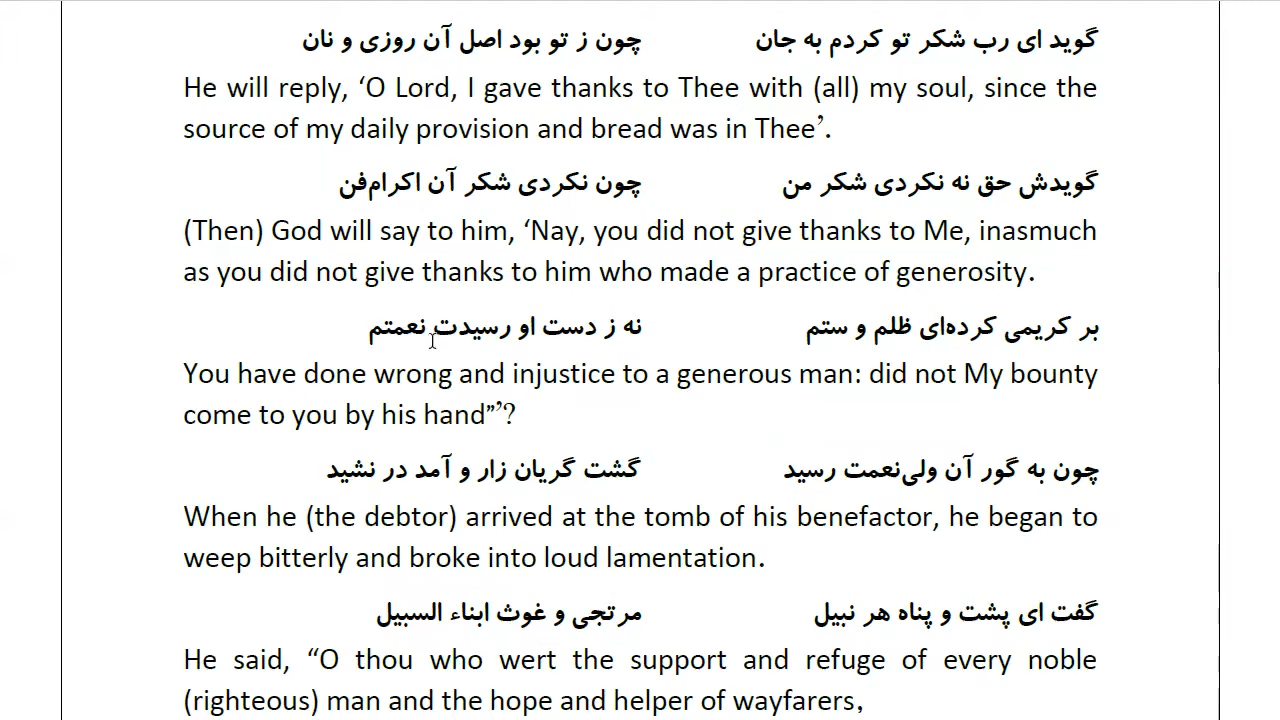 گوید ای رب شکر تو کردم به جان چون ز تو بود اصل آن روزی و نان
He will reply, ‘O Lord, I gave thanks to Thee with (all) my soul, since the
source of my daily provision and bread was in Thee’.
گویدش حق نه نکردی شکر من چون نکردی شکر آن اکرام‌فن
(Then) God will say to him, ‘Nay, you did not give thanks to Me, inasmuch
as you did not give thanks to him who made a practice of generosity.
بر کریمی کرده‌ای ظلم و ستم نه ز دست او رسیدت نعمتم
You have done wrong and injustice to a generous man: did not My bounty
come to you by his hand”’?
چون به گور آن ولی‌نعمت رسید گشت گریان زار و آمد در نشید
When he (the debtor) arrived at the tomb of his benefactor, he began to
weep bitterly and broke into loud lamentation.
گفت ای پشت و پناه هر نبیل مرتجی و غوث ابناء السبیل
He said, “O thou who wert the support and refuge of every noble
(righteous) man and the hope and helper of wayfarers,